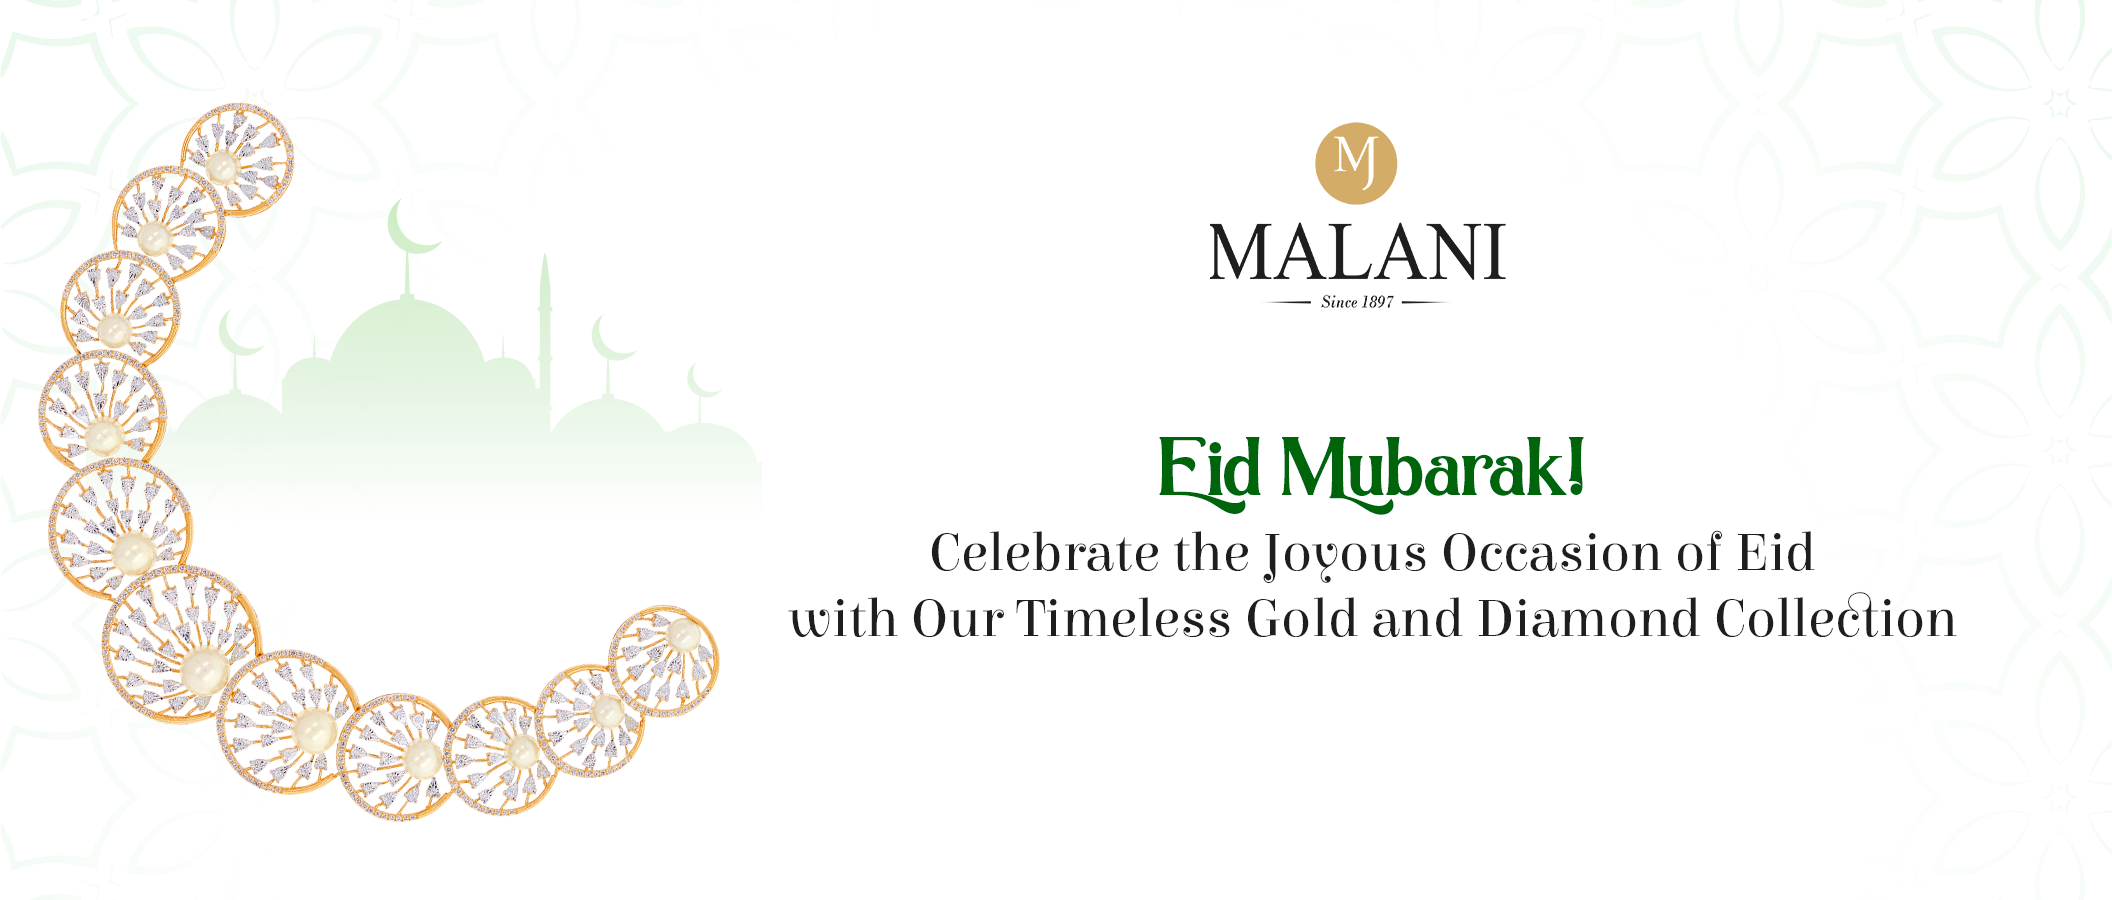 MJ
MALANI
Since 1897
Eid Mubarak!
Celebrate the Joyous Occasion of Eid
with Our Timeless Gold and Diamond Collection